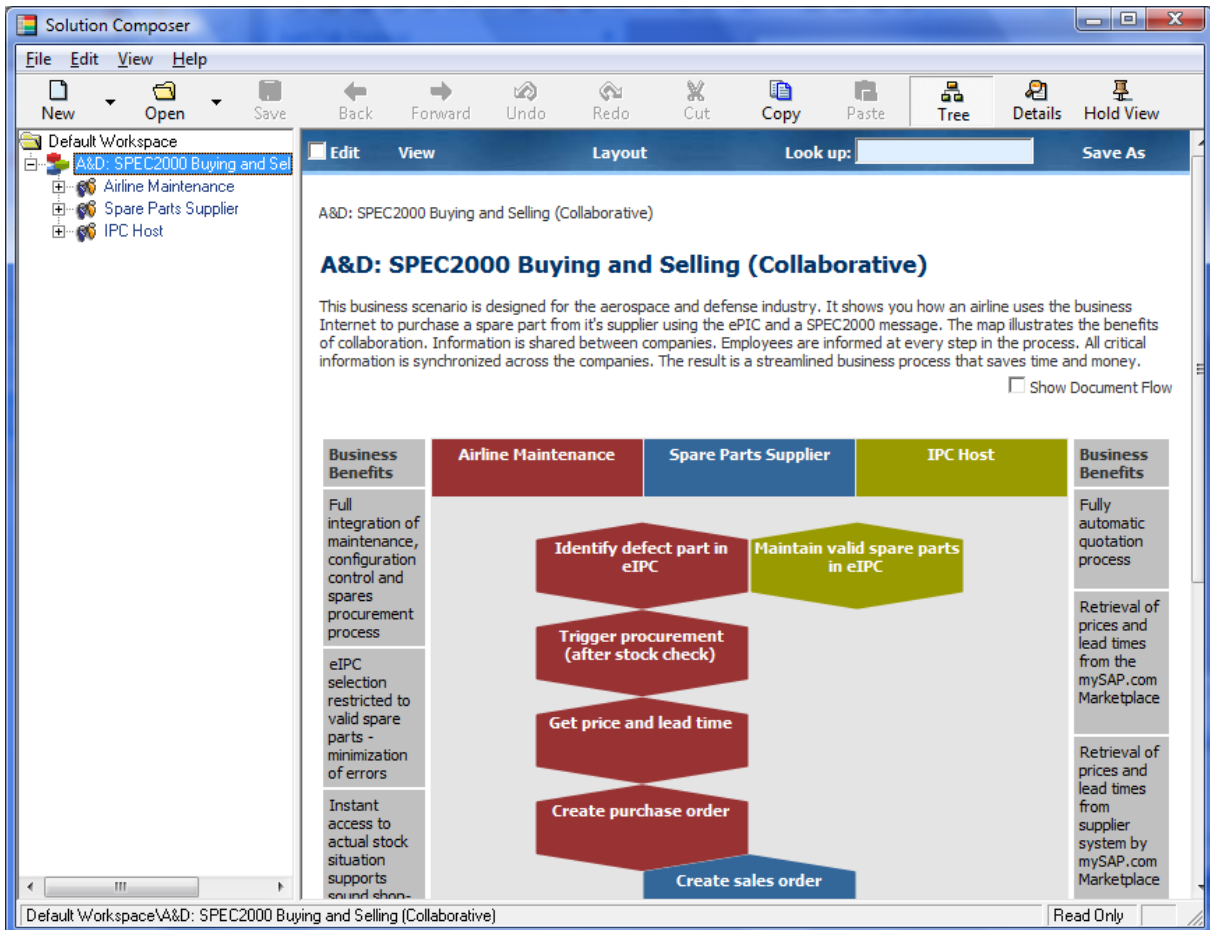 Solution Composer
File Edit View Help
New Open Save Back Forward Undo Redo Cut Copy Paste Tree Details Hold View
Default Workspace
A&D: SPEC2000 Buying and Sel
Airline Maintenance
Spare Parts Supplier
IPC Host
Edit View Layout Look up: Save As
A&D: SPEC2000 Buying and Selling (Collaborative)
A&D: SPEC2000 Buying and Selling (Collaborative)
This business scenario is designed for the aerospace and defense industry. It shows you how an airline uses the business
Internet to purchase a spare part from it's supplier using the ePIC and a SPEC2000 message. The map illustrates the benefits
of collaboration. Information is shared between companies. Employees are informed at every step in the process. All critical
information is synchronized across the companies. The result is a streamlined business process that saves time and money.
Show Document Flow
Business
Benefits
Full
integration of
maintenance,
configuration
control and
spares
procurement
process
eIPC
selection
restricted to
valid spare
parts -
minimization
of errors
Instant
access to
actual stock
situation
supports
sound shop-
Airline Maintenance
Spare Parts Supplier
IPC Host
Identify defect part in
eIPC
Maintain valid spare parts
in eIPC
Trigger procurement
(after stock check)
Get price and lead time
Create purchase order
Create sales order
Business
Benefits
Fully
automatic
quotation
process
Retrieval of
prices and
lead times
from the
mySAP.com
Marketplace
Retrieval of
prices and
lead times
from
supplier
system by
mySAP.com
Marketplace
Default Workspace\A&D: SPEC2000 Buying and Selling (Collaborative)
Read Only